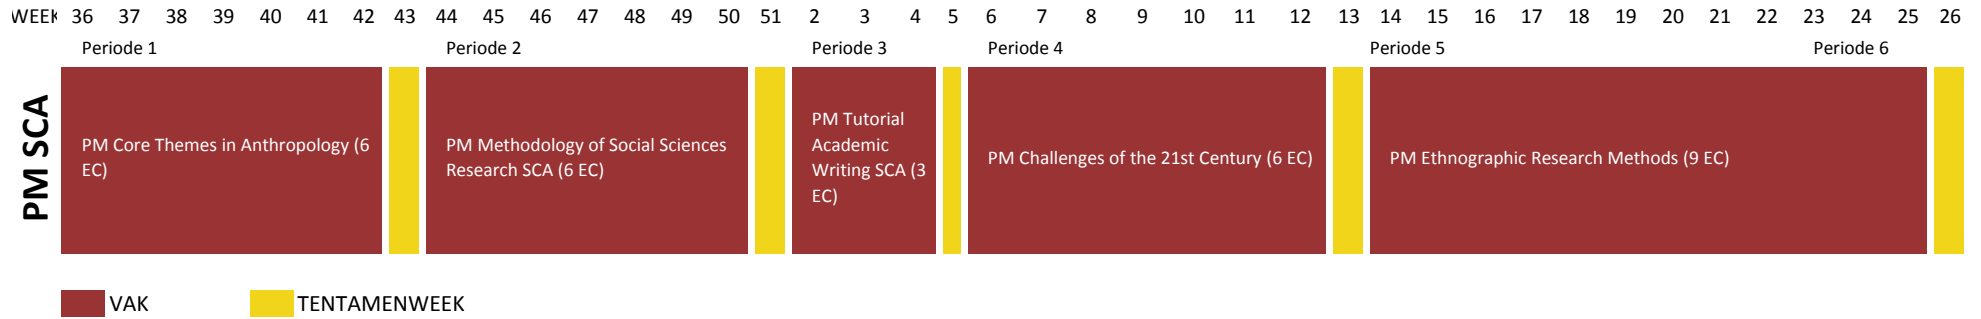 WEEK 36 37 38 39 40 41 42 43 44 45 46 47 48 49 50 51 2 3 4 5 6 7 8 9 10 11 12 13 14 15 16 17 18 19 20 21 22 23 24 25 26
Periode 1 Periode 2 Periode 3 Periode 4 Periode 5 Periode 6
PM SCA
PM Core Themes in Anthropology (6
EC)
PM Methodology of Social Sciences
Research SCA (6 EC)
PM Tutorial
Academic
Writing SCA (3
EC)
PM Challenges of the 21st Century (6 EC)
PM Ethnographic Research Methods (9 EC)
VAK
TENTAMENWEEK